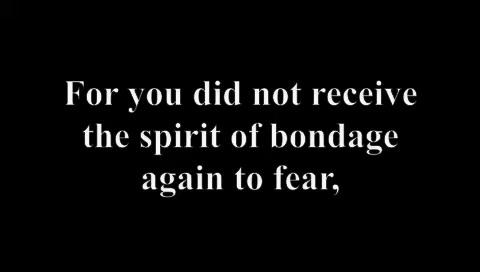 For you did not receive
the spirit of bondage
again to fear,